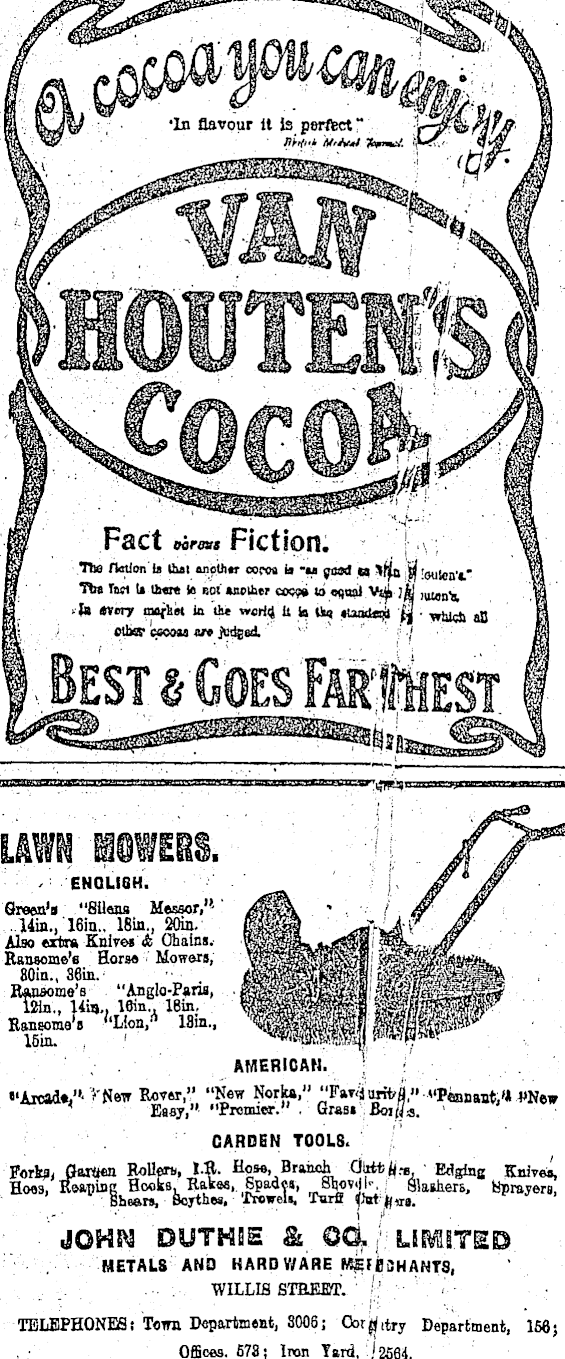 A cocoa you can enjoy.
"In flavour it is perfect"
British Medical Journal.
VAN
HOUTEN'S
COCOA
Fact versus Fiction.
The fiction is that another cocoa is "as good as Van Houten's."
The fact is there is not another cocoa to equal Van Houten's,
In every market in the world it is the standard by which all
other cocoas are judged.
BEST & GOES FARTHEST
LAWN MOWERS.
ENGLISH.
Green's "Silens Messor,"
14in., 16in., 18in., 20in.
Also extra Knives & Chains.
Ransome's Horse Mowers,
30in., 36in.
Ransome's "Anglo-Paris,
12in., 14in., 16in., 18in.
Ransome's "Lion," 13in.,
15in.
AMERICAN.
"Arcade," "New Rover," "New Norka," "Favourite," "Pennant," "New
Easy," "Premier." Grass Boxes.
GARDEN TOOLS.
Forks, Garden Rollers, I.R. Hose, Branch Cutters, Edging Knives,
Hoes, Reaping Hooks, Rakes, Spades, Shovels, Slashers, Sprayers,
Shears, Scythes, Trowels, Turff Cutters.
JOHN DUTHIE & CO. LIMITED
METALS AND HARDWARE MERCHANTS,
WILLIS STREET.
TELEPHONES: Town Department, 3006; Country Department, 156;
Offices, 573; Iron Yard, 2564.